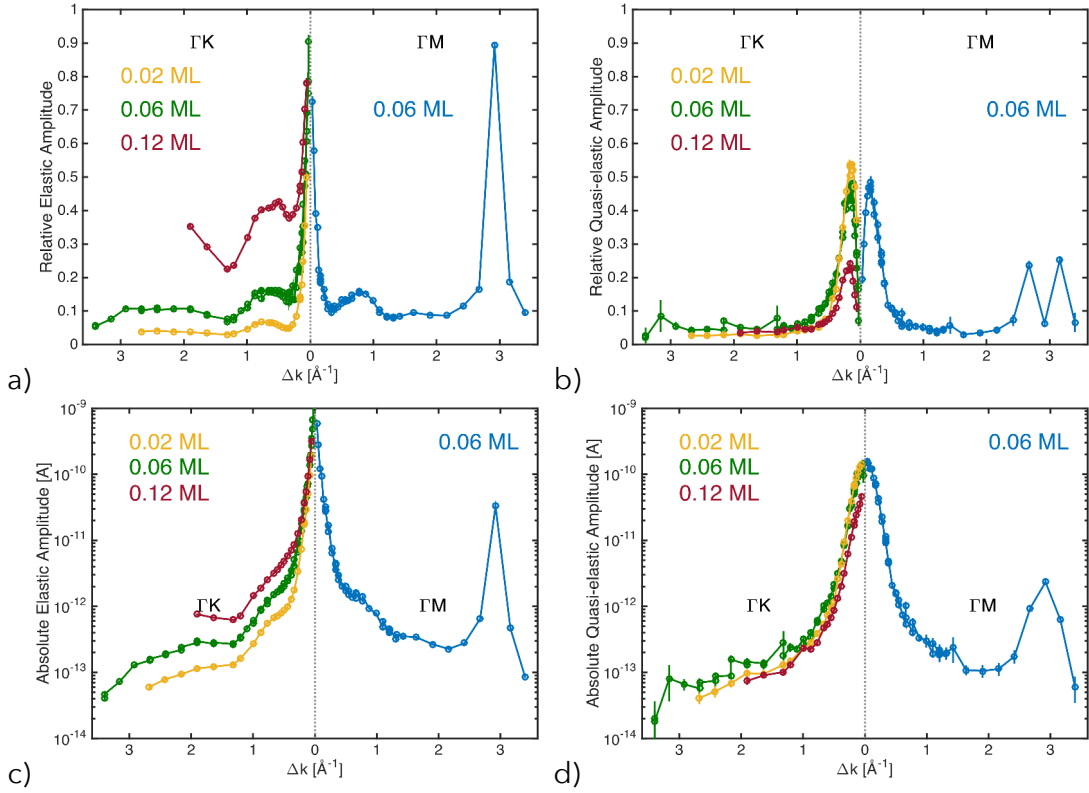 1
0.9
0.8
0.7
0.6
0.5
0.4
0.3
0.2
0.1
0
Relative Elastic Amplitude
ΓK
ΓM
0.02 ML
0.06 ML
0.12 ML
0.06 ML
3 2 1 0 1 2 3
Δk [Å⁻¹]
a)
1
0.9
0.8
0.7
0.6
0.5
0.4
0.3
0.2
0.1
0
Relative Quasi-elastic Amplitude
ΓK
ΓM
0.02 ML
0.06 ML
0.12 ML
0.06 ML
3 2 1 0 1 2 3
Δk [Å⁻¹]
b)
10⁻⁹
10⁻¹⁰
10⁻¹¹
10⁻¹²
10⁻¹³
10⁻¹⁴
Absolute Elastic Amplitude [A]
0.02 ML
0.06 ML
0.12 ML
0.06 ML
ΓK
ΓM
3 2 1 0 1 2 3
Δk [Å⁻¹]
c)
10⁻⁹
10⁻¹⁰
10⁻¹¹
10⁻¹²
10⁻¹³
10⁻¹⁴
Absolute Quasi-elastic Amplitude [A]
0.02 ML
0.06 ML
0.12 ML
0.06 ML
ΓK
ΓM
3 2 1 0 1 2 3
Δk [Å⁻¹]
d)